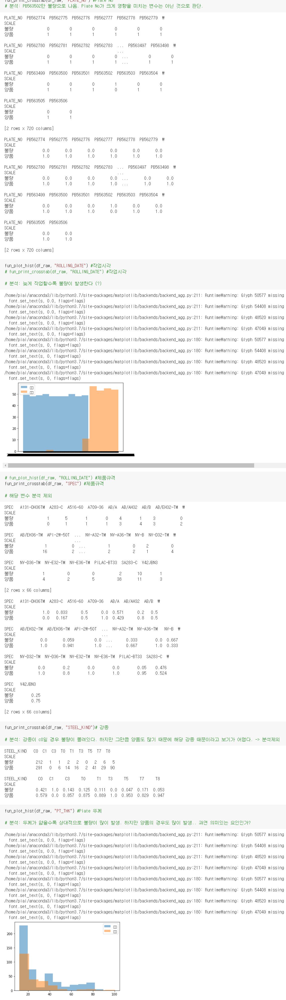 fun_print_crosstab(df_raw, "PLATE_NO") #Plate NO
# 분석: PB563502만 불량으로 나옴. Plate No가 크게 영향을 미치는 변수는 아닌 것으로 판단.
PLATE_NO PB562774 PB562775 PB562776 PB562777 PB562778 PB562779 ₩
SCALE
불량 0 0 0 0 0 0
양품 1 1 1 1 1 1
PLATE_NO PB562780 PB562781 PB562782 PB562783 ... PB563497 PB563498 ₩
SCALE ...
불량 0 0 0 0 ... 0 0
양품 1 1 1 1 ... 1 1
PLATE_NO PB563499 PB563500 PB563501 PB563502 PB563503 PB563504 ₩
SCALE
불량 0 0 0 1 0 0
양품 1 1 1 0 1 1
PLATE_NO PB563505 PB563506
SCALE
불량 0 0
양품 1 1
[2 rows x 720 columns]
PLATE_NO PB562774 PB562775 PB562776 PB562777 PB562778 PB562779 ₩
SCALE
불량 0.0 0.0 0.0 0.0 0.0 0.0
양품 1.0 1.0 1.0 1.0 1.0 1.0
PLATE_NO PB562780 PB562781 PB562782 PB562783 ... PB563497 PB563498 ₩
SCALE ...
불량 0.0 0.0 0.0 0.0 ... 0.0 0.0
양품 1.0 1.0 1.0 1.0 ... 1.0 1.0
PLATE_NO PB563499 PB563500 PB563501 PB563502 PB563503 PB563504 ₩
SCALE
불량 0.0 0.0 0.0 1.0 0.0 0.0
양품 1.0 1.0 1.0 0.0 1.0 1.0
PLATE_NO PB563505 PB563506
SCALE
불량 0.0 0.0
양품 1.0 1.0
[2 rows x 720 columns]
fun_plot_hist(df_raw, "ROLLING_DATE") #작업시각
# fun_print_crosstab(df_raw, "ROLLING_DATE") #작업시각
# 분석: 늦게 작업할수록 불량이 발생한다 (?)
/home/piai/anaconda3/lib/python3.7/site-packages/matplotlib/backends/backend_agg.py:211: RuntimeWarning: Glyph 50577 missing
font.set_text(s, 0.0, flags=flags)
/home/piai/anaconda3/lib/python3.7/site-packages/matplotlib/backends/backend_agg.py:211: RuntimeWarning: Glyph 54408 missing
font.set_text(s, 0.0, flags=flags)
/home/piai/anaconda3/lib/python3.7/site-packages/matplotlib/backends/backend_agg.py:211: RuntimeWarning: Glyph 48520 missing
font.set_text(s, 0.0, flags=flags)
/home/piai/anaconda3/lib/python3.7/site-packages/matplotlib/backends/backend_agg.py:211: RuntimeWarning: Glyph 47049 missing
font.set_text(s, 0.0, flags=flags)
/home/piai/anaconda3/lib/python3.7/site-packages/matplotlib/backends/backend_agg.py:180: RuntimeWarning: Glyph 50577 missing
font.set_text(s, 0, flags=flags)
/home/piai/anaconda3/lib/python3.7/site-packages/matplotlib/backends/backend_agg.py:180: RuntimeWarning: Glyph 54408 missing
font.set_text(s, 0, flags=flags)
/home/piai/anaconda3/lib/python3.7/site-packages/matplotlib/backends/backend_agg.py:180: RuntimeWarning: Glyph 48520 missing
font.set_text(s, 0, flags=flags)
/home/piai/anaconda3/lib/python3.7/site-packages/matplotlib/backends/backend_agg.py:180: RuntimeWarning: Glyph 47049 missing
font.set_text(s, 0, flags=flags)
50
40
30
20
10
0
# fun_plot_hist(df_raw, "ROLLING_DATE") #제품규격
fun_print_crosstab(df_raw, "SPEC") #제품규격
# 해당 변수 분석 제외
SPEC A131-DH36TM A283-C A516-60 A709-36 AB/A AB/AH32 AB/B AB/EH32-TM ₩
SCALE
불량 1 5 1 0 4 1 3 0
양품 0 1 1 1 3 4 3 2
SPEC AB/EH36-TM API-2W-50T ... NV-A32-TM NV-A36-TM NV-B NV-D32-TM ₩
SCALE ...
불량 1 0 ... 1 0 2 0
양품 16 2 ... 2 2 1 4
SPEC NV-D36-TM NV-E32-TM NV-E36-TM PILAC-BT33 SA283-C V42JBN3
SCALE
불량 1 0 0 2 10 1
양품 4 2 5 38 11 3
[2 rows x 66 columns]
SPEC A131-DH36TM A283-C A516-60 A709-36 AB/A AB/AH32 AB/B ₩
SCALE
불량 1.0 0.833 0.5 0.0 0.571 0.2 0.5
양품 0.0 0.167 0.5 1.0 0.429 0.8 0.5
SPEC AB/EH32-TM AB/EH36-TM API-2W-50T ... NV-A32-TM NV-A36-TM NV-B ₩
SCALE ...
불량 0.0 0.059 0.0 ... 0.333 0.0 0.667
양품 1.0 0.941 1.0 ... 0.667 1.0 0.333
SPEC NV-D32-TM NV-D36-TM NV-E32-TM NV-E36-TM PILAC-BT33 SA283-C ₩
SCALE
불량 0.0 0.2 0.0 0.0 0.05 0.476
양품 1.0 0.8 1.0 1.0 0.95 0.524
SPEC V42JBN3
SCALE
불량 0.25
양품 0.75
[2 rows x 66 columns]
fun_print_crosstab(df_raw, "STEEL_KIND")# 강종
# 분석: 강종이 c0일 경우 불량이 몰려있다. 하지만 그만큼 양품도 많기 때문에 해당 강종 때문이라고 보기가 어렵다. -> 분석제외
STEEL_KIND C0 C1 C3 T0 T1 T3 T5 T7 T8
SCALE
불량 212 1 1 2 2 0 2 6 5
양품 291 0 6 14 16 2 41 29 90
STEEL_KIND C0 C1 C3 T0 T1 T3 T5 T7 T8
SCALE
불량 0.421 1.0 0.143 0.125 0.111 0.0 0.047 0.171 0.053
양품 0.579 0.0 0.857 0.875 0.889 1.0 0.953 0.829 0.947
fun_plot_hist(df_raw, "PT_THK") #Plate 뚜께
# 분석: 두께가 얇을수록 상대적으로 불량이 많이 발생. 하지만 양품의 경우도 많이 발생.. 과연 의미있는 요인인가?
/home/piai/anaconda3/lib/python3.7/site-packages/matplotlib/backends/backend_agg.py:211: RuntimeWarning: Glyph 50577 missing
font.set_text(s, 0.0, flags=flags)
/home/piai/anaconda3/lib/python3.7/site-packages/matplotlib/backends/backend_agg.py:211: RuntimeWarning: Glyph 54408 missing
font.set_text(s, 0.0, flags=flags)
/home/piai/anaconda3/lib/python3.7/site-packages/matplotlib/backends/backend_agg.py:211: RuntimeWarning: Glyph 48520 missing
font.set_text(s, 0.0, flags=flags)
/home/piai/anaconda3/lib/python3.7/site-packages/matplotlib/backends/backend_agg.py:211: RuntimeWarning: Glyph 47049 missing
font.set_text(s, 0.0, flags=flags)
/home/piai/anaconda3/lib/python3.7/site-packages/matplotlib/backends/backend_agg.py:180: RuntimeWarning: Glyph 50577 missing
font.set_text(s, 0, flags=flags)
/home/piai/anaconda3/lib/python3.7/site-packages/matplotlib/backends/backend_agg.py:180: RuntimeWarning: Glyph 54408 missing
font.set_text(s, 0, flags=flags)
/home/piai/anaconda3/lib/python3.7/site-packages/matplotlib/backends/backend_agg.py:180: RuntimeWarning: Glyph 48520 missing
font.set_text(s, 0, flags=flags)
/home/piai/anaconda3/lib/python3.7/site-packages/matplotlib/backends/backend_agg.py:180: RuntimeWarning: Glyph 47049 missing
font.set_text(s, 0, flags=flags)
200
150
100
50
0
20 40 60 80 100